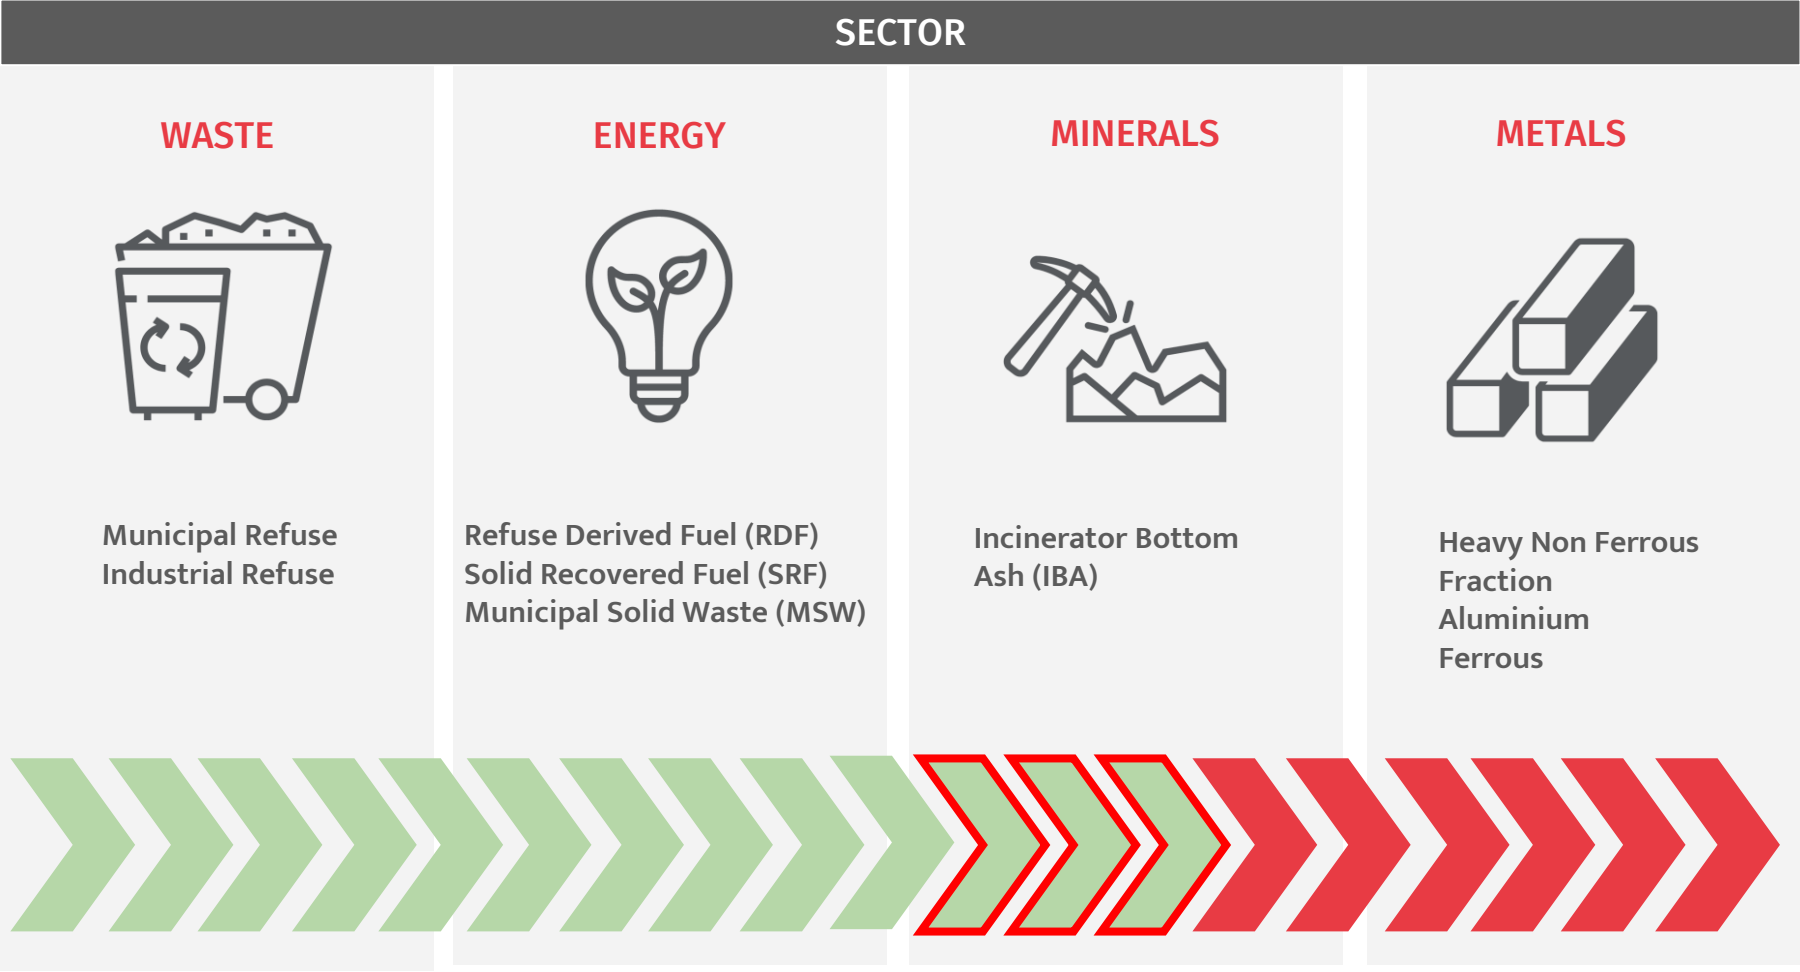 SECTOR
WASTE
Municipal Refuse
Industrial Refuse
ENERGY
Refuse Derived Fuel (RDF)
Solid Recovered Fuel (SRF)
Municipal Solid Waste (MSW)
MINERALS
Incinerator Bottom
Ash (IBA)
METALS
Heavy Non Ferrous
Fraction
Aluminium
Ferrous